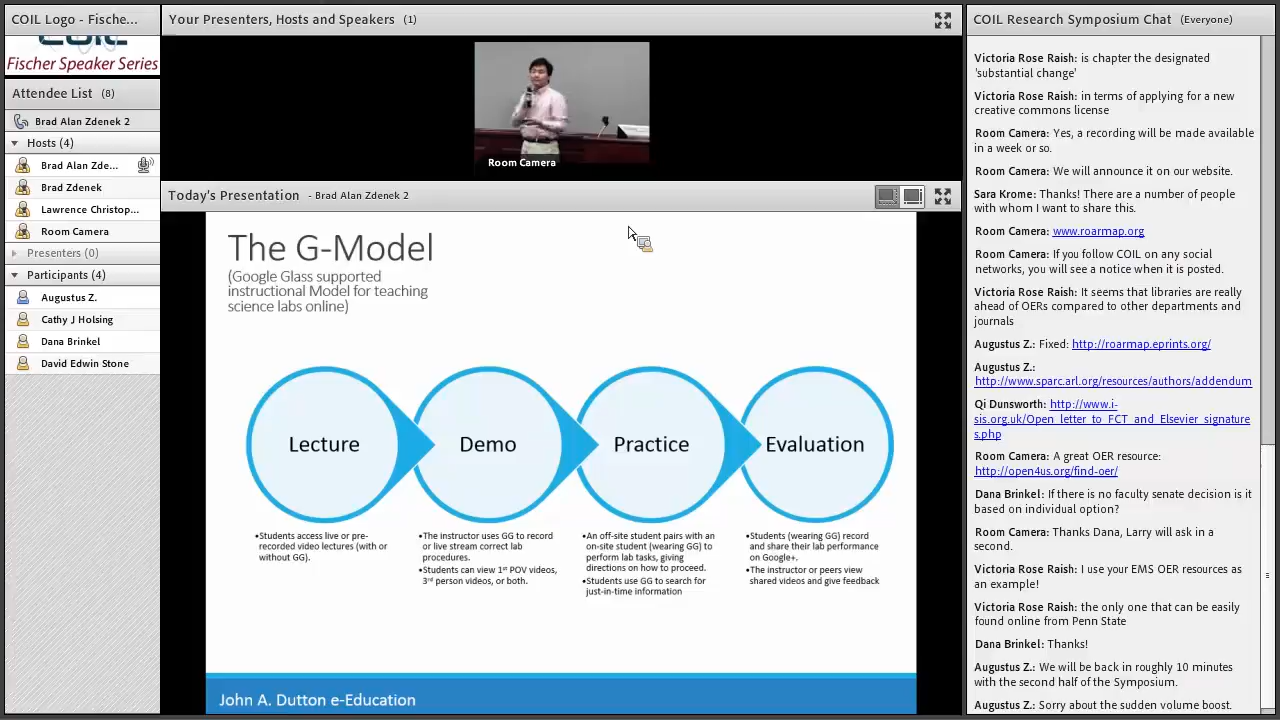 COIL Logo - Fische...
COIL
Fischer Speaker Series
Attendee List (8)
Brad Alan Zdenek 2
Hosts (4)
Brad Alan Zde...
Brad Zdenek
Lawrence Christop...
Room Camera
Presenters (0)
Participants (4)
Augustus Z.
Cathy J Holsing
Dana Brinkel
David Edwin Stone
Your Presenters, Hosts and Speakers (1)
Room Camera
Today's Presentation - Brad Alan Zdenek 2
The G-Model
(Google Glass supported
instructional Model for teaching
science labs online)
Lecture
•Students access live or pre-
recorded video lectures (with or
without GG).
Demo
•The instructor uses GG to record
or live stream correct lab
procedures.
•Students can view 1st POV videos,
3rd person videos, or both.
Practice
•An off-site student pairs with an
on-site student (wearing GG) to
perform lab tasks, giving
directions on how to proceed.
•Students use GG to search for
just-in-time information
Evaluation
•Students (wearing GG) record
and share their lab performance
on Google+.
•The instructor or peers view
shared videos and give feedback
John A. Dutton e-Education
COIL Research Symposium Chat (Everyone)
Victoria Rose Raish: is chapter the designated
'substantial change'
Victoria Rose Raish: in terms of applying for a new
creative commons license
Room Camera: Yes, a recording will be made available
in a week or so.
Room Camera: We will announce it on our website.
Sara Krome: Thanks! There are a number of people
with whom I want to share this.
Room Camera: www.roarmap.org
Room Camera: If you follow COIL on any social
networks, you will see a notice when it is posted.
Victoria Rose Raish: It seems that libraries are really
ahead of OERs compared to other departments and
journals
Augustus Z.: Fixed: http://roarmap.eprints.org/
Augustus Z.:
http://www.sparc.arl.org/resources/authors/addendum
Qi Dunsworth: http://www.i-
sis.org.uk/Open_letter_to_FCT_and_Elsevier_signature
s.php
Room Camera: A great OER resource:
http://open4us.org/find-oer/
Dana Brinkel: If there is no faculty senate decision is it
based on individual option?
Room Camera: Thanks Dana, Larry will ask in a
second.
Victoria Rose Raish: I use your EMS OER resources as
an example!
Victoria Rose Raish: the only one that can be easily
found online from Penn State
Dana Brinkel: Thanks!
Augustus Z.: We will be back in roughly 10 minutes
with the second half of the Symposium.
Augustus Z.: Sorry about the sudden volume boost.